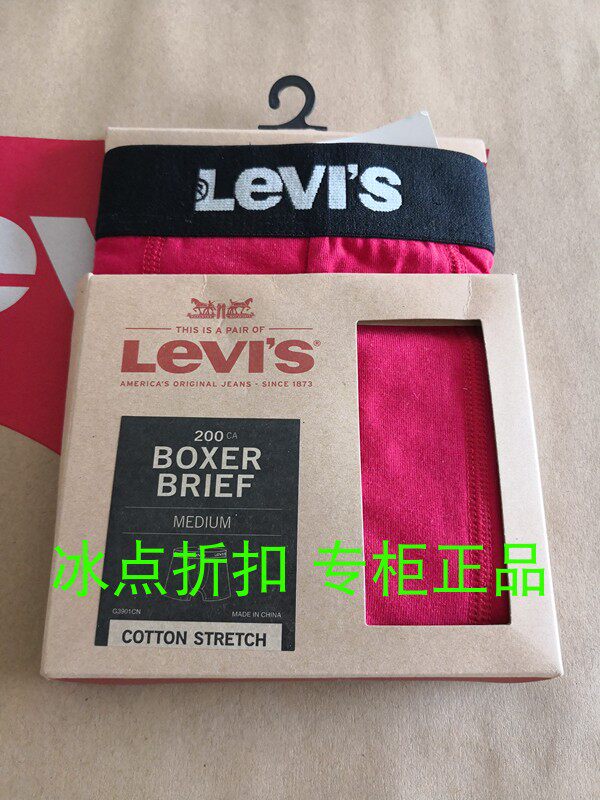 Levi's
THIS IS A PAIR OF
Levi's®
AMERICA'S ORIGINAL JEANS - SINCE 1873
200 CA
BOXER
BRIEF
MEDIUM
冰点折扣 专柜正品
G3901CN MADE IN CHINA
COTTON STRETCH